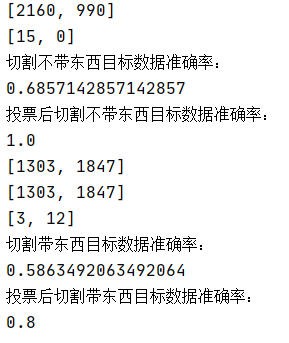 [2160, 990]
[15, 0]
切割不带东西目标数据准确率：
0.6857142857142857
投票后切割不带东西目标数据准确率：
1.0
[1303, 1847]
[1303, 1847]
[3, 12]
切割带东西目标数据准确率：
0.5863492063492064
投票后切割带东西目标数据准确率：
0.8